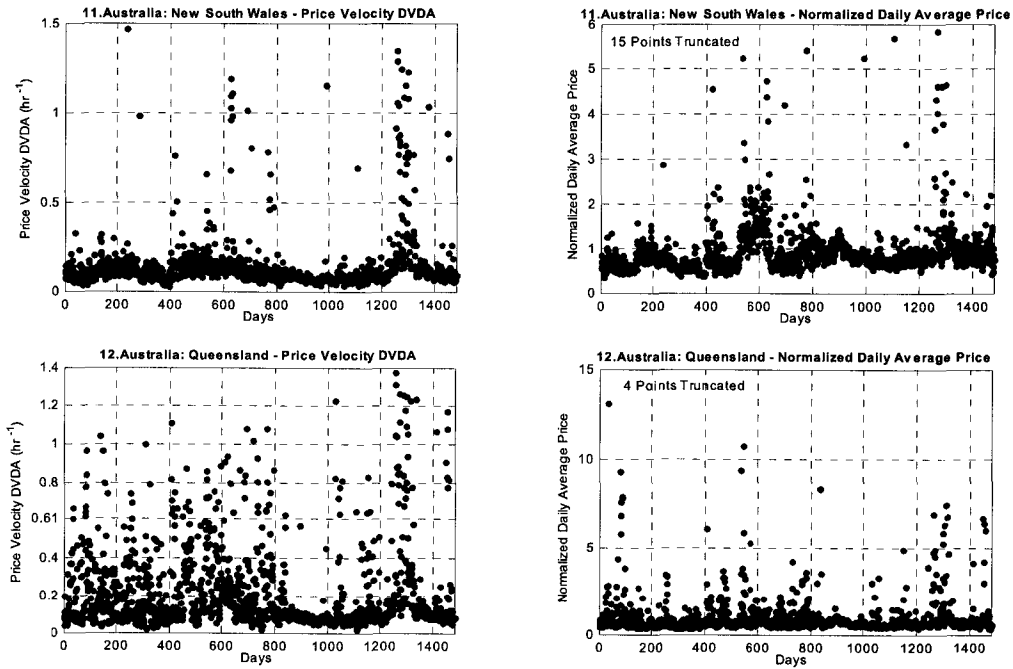 11.Australia: New South Wales - Price Velocity DVDA
Price Velocity DVDA (hr -1)
1.5
1
0.5
0
0 200 400 600 800 1000 1200 1400
Days
11.Australia: New South Wales - Normalized Daily Average Price
15 Points Truncated
Normalized Daily Average Price
6
5
4
3
2
1
0
0 200 400 600 800 1000 1200 1400
Days
12.Australia: Queensland - Price Velocity DVDA
Price Velocity DVDA (hr -1)
1.4
1.2
1
0.8
0.61
0.4
0.2
0
0 200 400 600 800 1000 1200 1400
Days
12.Australia: Queensland - Normalized Daily Average Price
4 Points Truncated
Normalized Daily Average Price
15
10
5
0
0 200 400 600 800 1000 1200 1400
Days